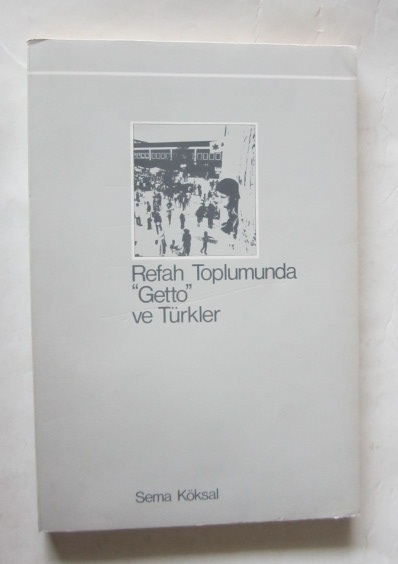 Refah Toplumunda
"Getto"
ve Türkler
Sema Köksal